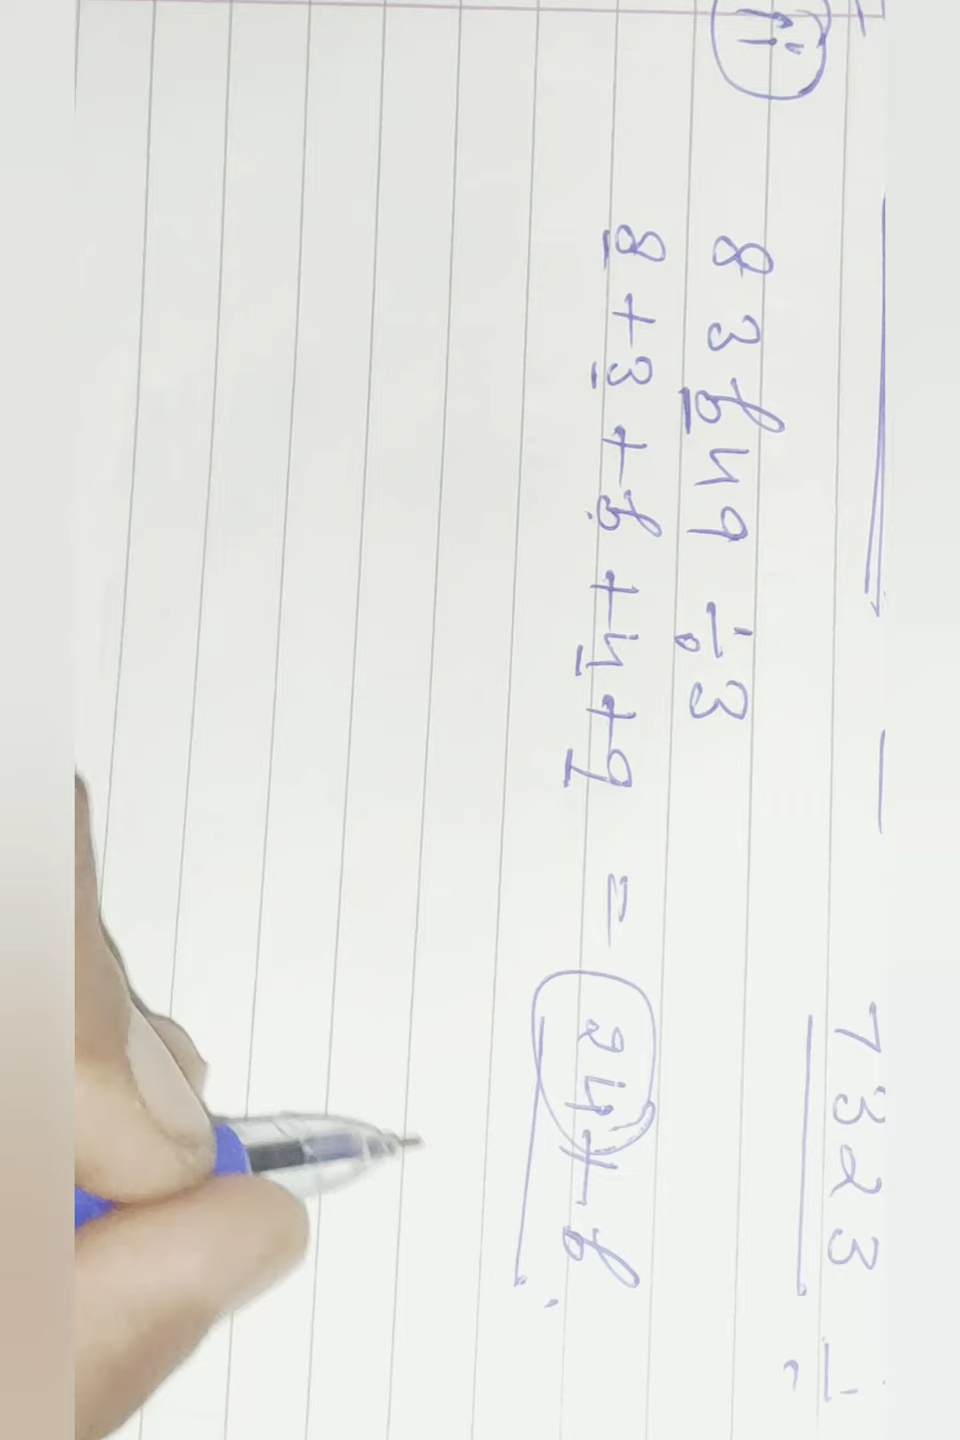 7323 ÷
(ii) 83b49 ÷ 3
8 + 3 + b + 4 + 9 = 24 + b